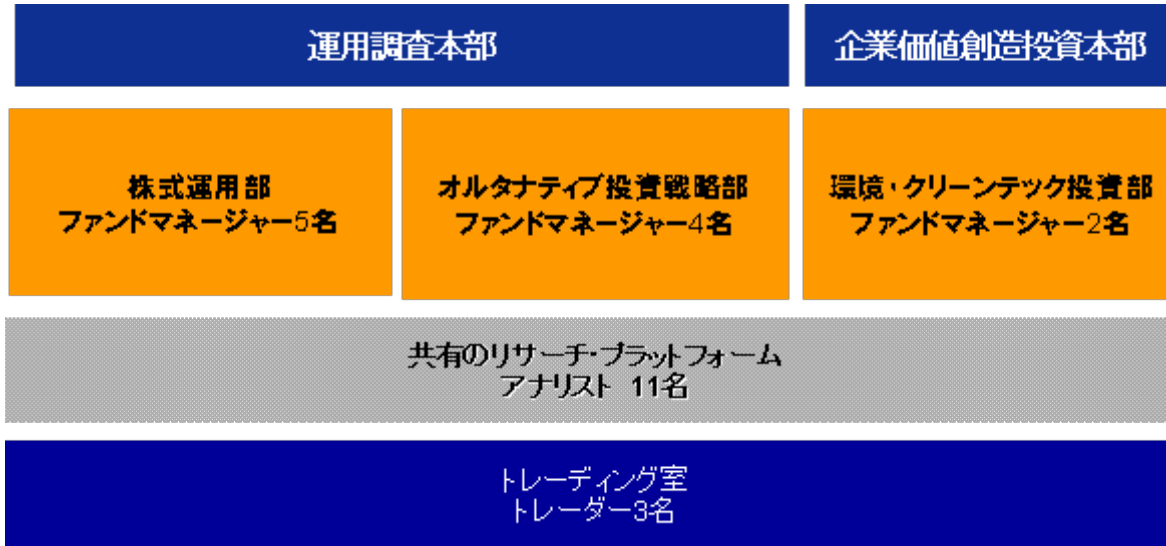 運用調査本部
企業価値創造投資本部
株式運用部
ファンドマネージャー5名
オルタナティブ投資戦略部
ファンドマネージャー4名
環境・クリーンテック投資部
ファンドマネージャー2名
共有のリサーチ・プラットフォーム
アナリスト 11名
トレーディング室
トレーダー3名